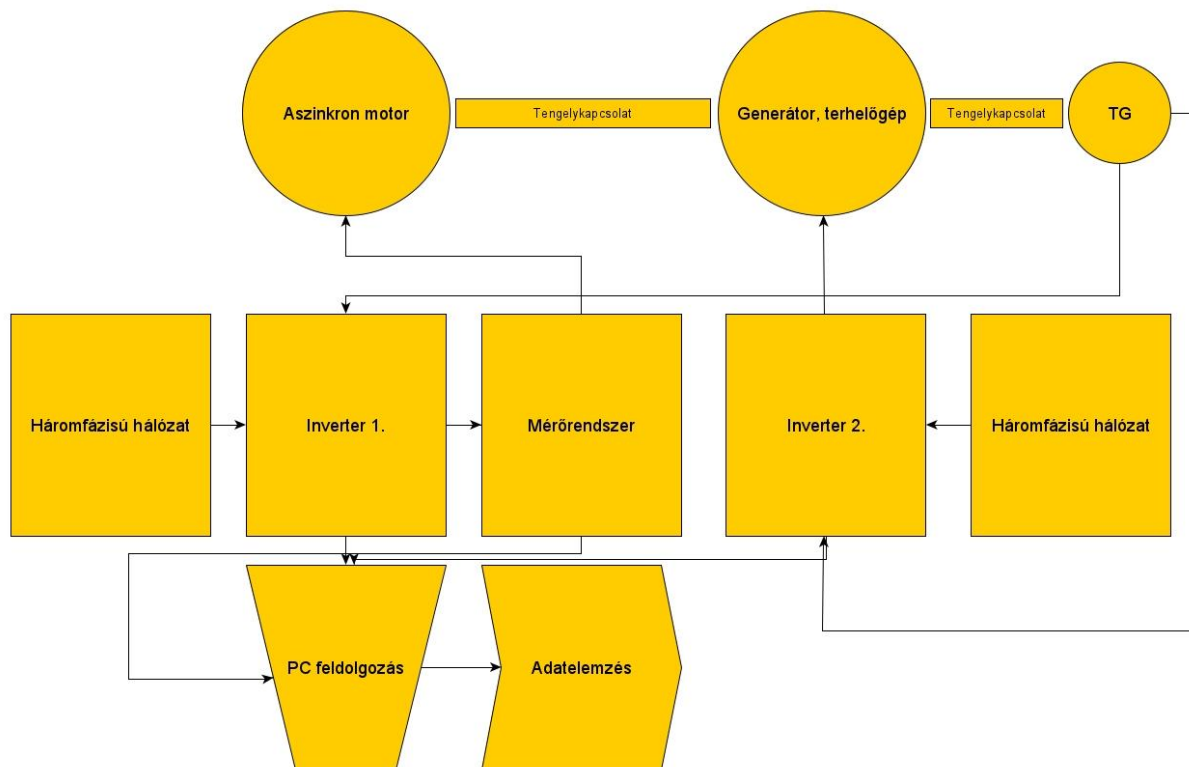 Aszinkron motor
Tengelykapcsolat
Generátor, terhelőgép
Tengelykapcsolat
TG
Háromfázisú hálózat
Inverter 1.
Mérőrendszer
Inverter 2.
Háromfázisú hálózat
PC feldolgozás
Adatelemzés